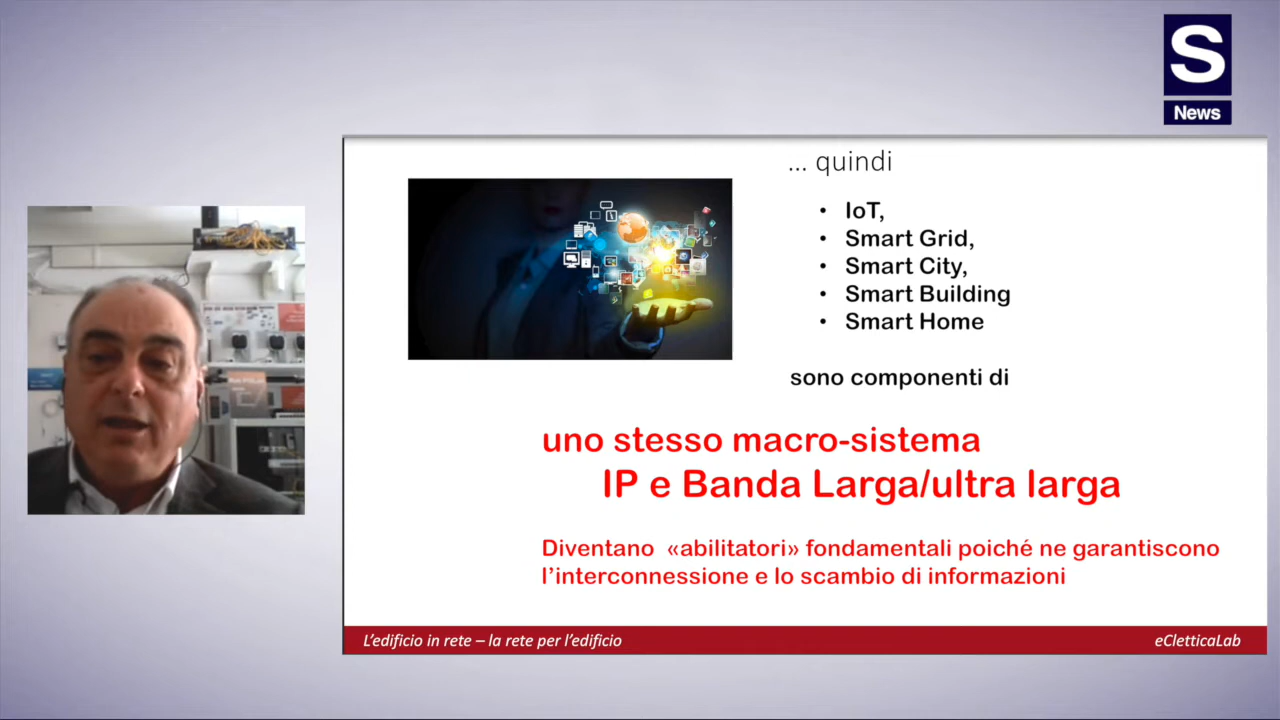 S
News
... quindi
• IoT,
• Smart Grid,
• Smart City,
• Smart Building
• Smart Home
sono componenti di
uno stesso macro-sistema
IP e Banda Larga/ultra larga
Diventano «abilitatori» fondamentali poiché ne garantiscono
l’interconnessione e lo scambio di informazioni
L’edificio in rete – la rete per l’edificio
eCletticaLab